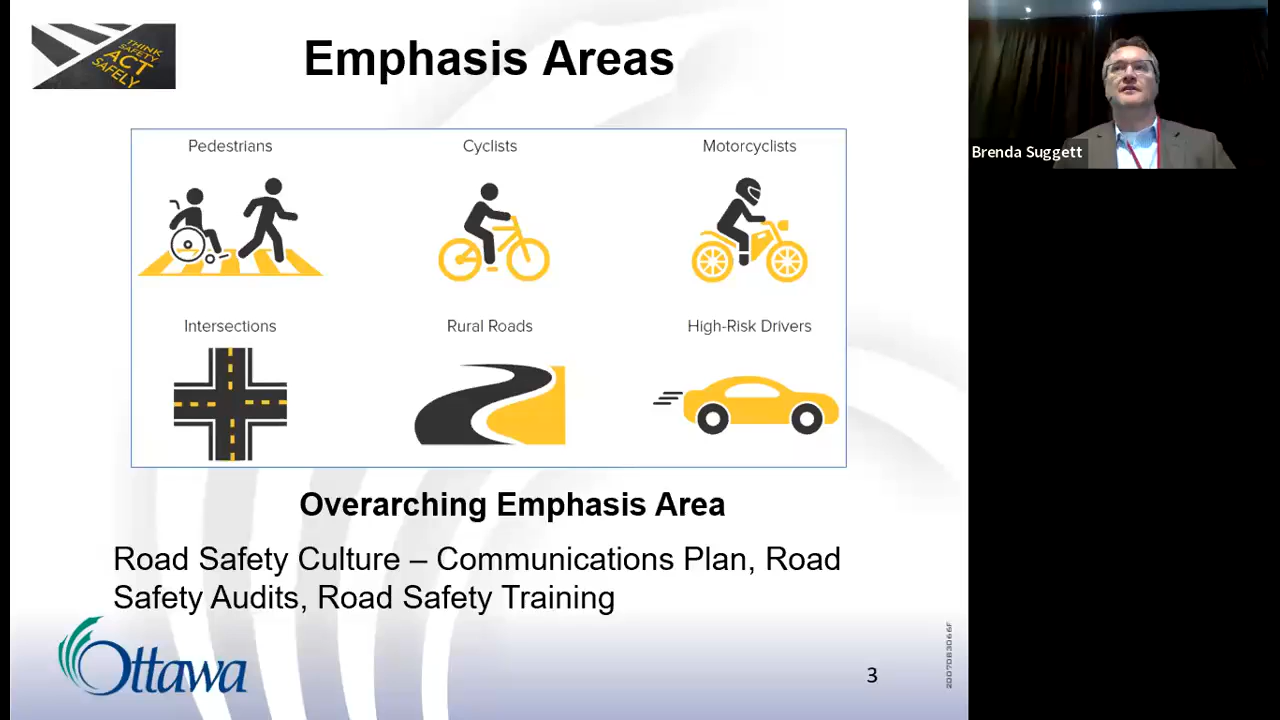 THINK
SAFETY
ACT
SAFELY
Emphasis Areas
Pedestrians
Cyclists
Motorcyclists
Intersections
Rural Roads
High-Risk Drivers
Overarching Emphasis Area
Road Safety Culture – Communications Plan, Road
Safety Audits, Road Safety Training
Ottawa
3
2007083066F
Brenda Suggett